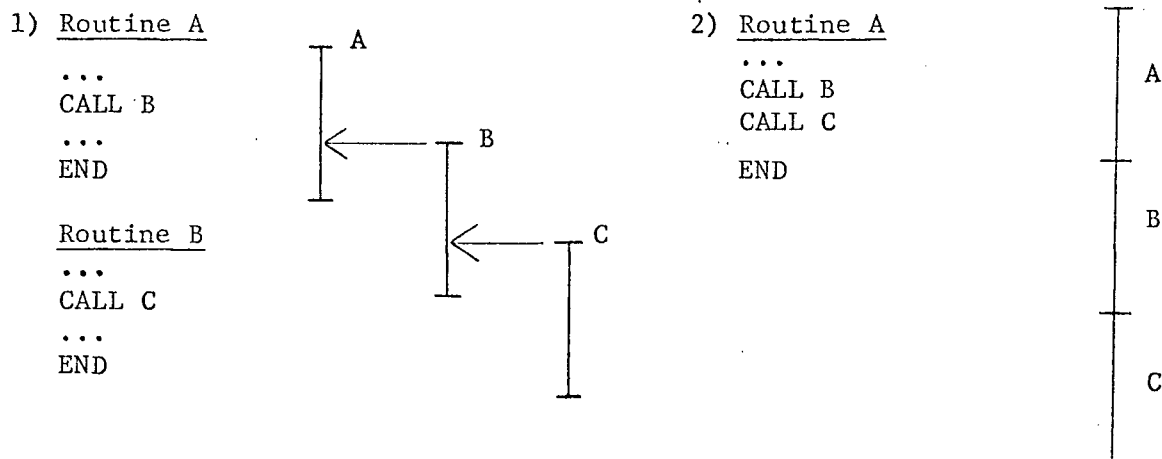 1) Routine A
...
CALL B
...
END
Routine B
...
CALL C
...
END
A
B
C
2) Routine A
...
CALL B
CALL C
END
A
B
C